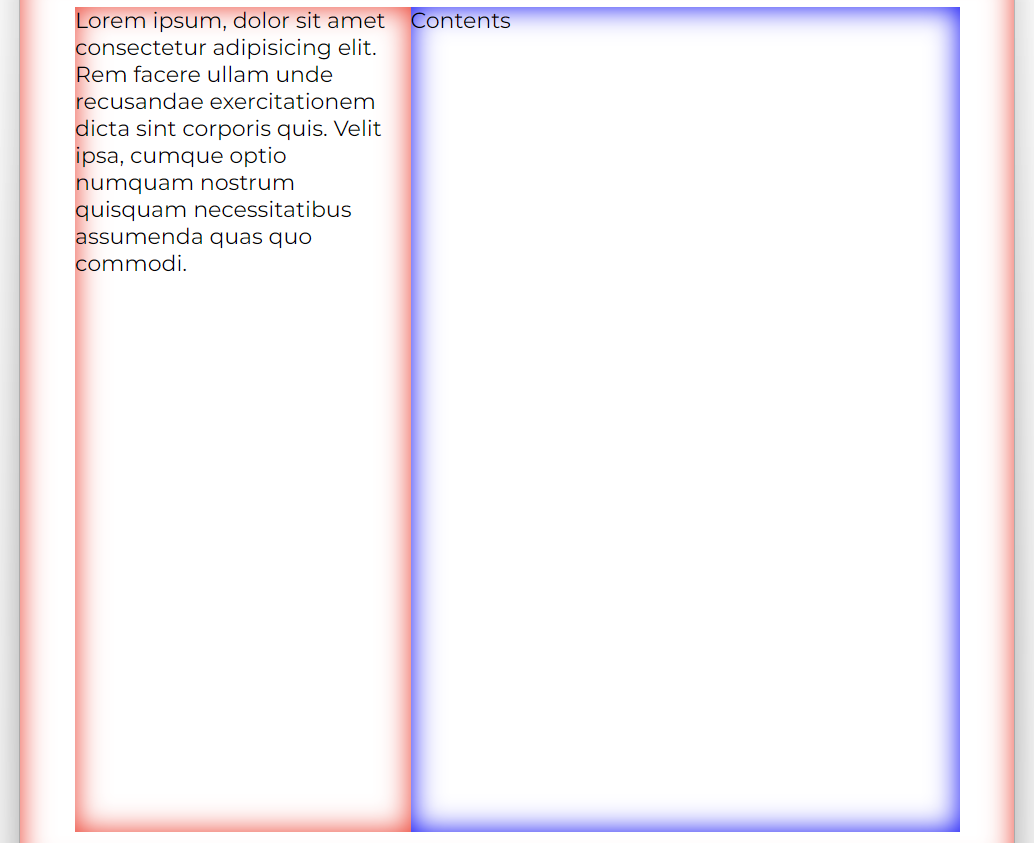 Lorem ipsum, dolor sit amet
consectetur adipisicing elit.
Rem facere ullam unde
recusandae exercitationem
dicta sint corporis quis. Velit
ipsa, cumque optio
numquam nostrum
quisquam necessitatibus
assumenda quas quo
commodi.
Contents